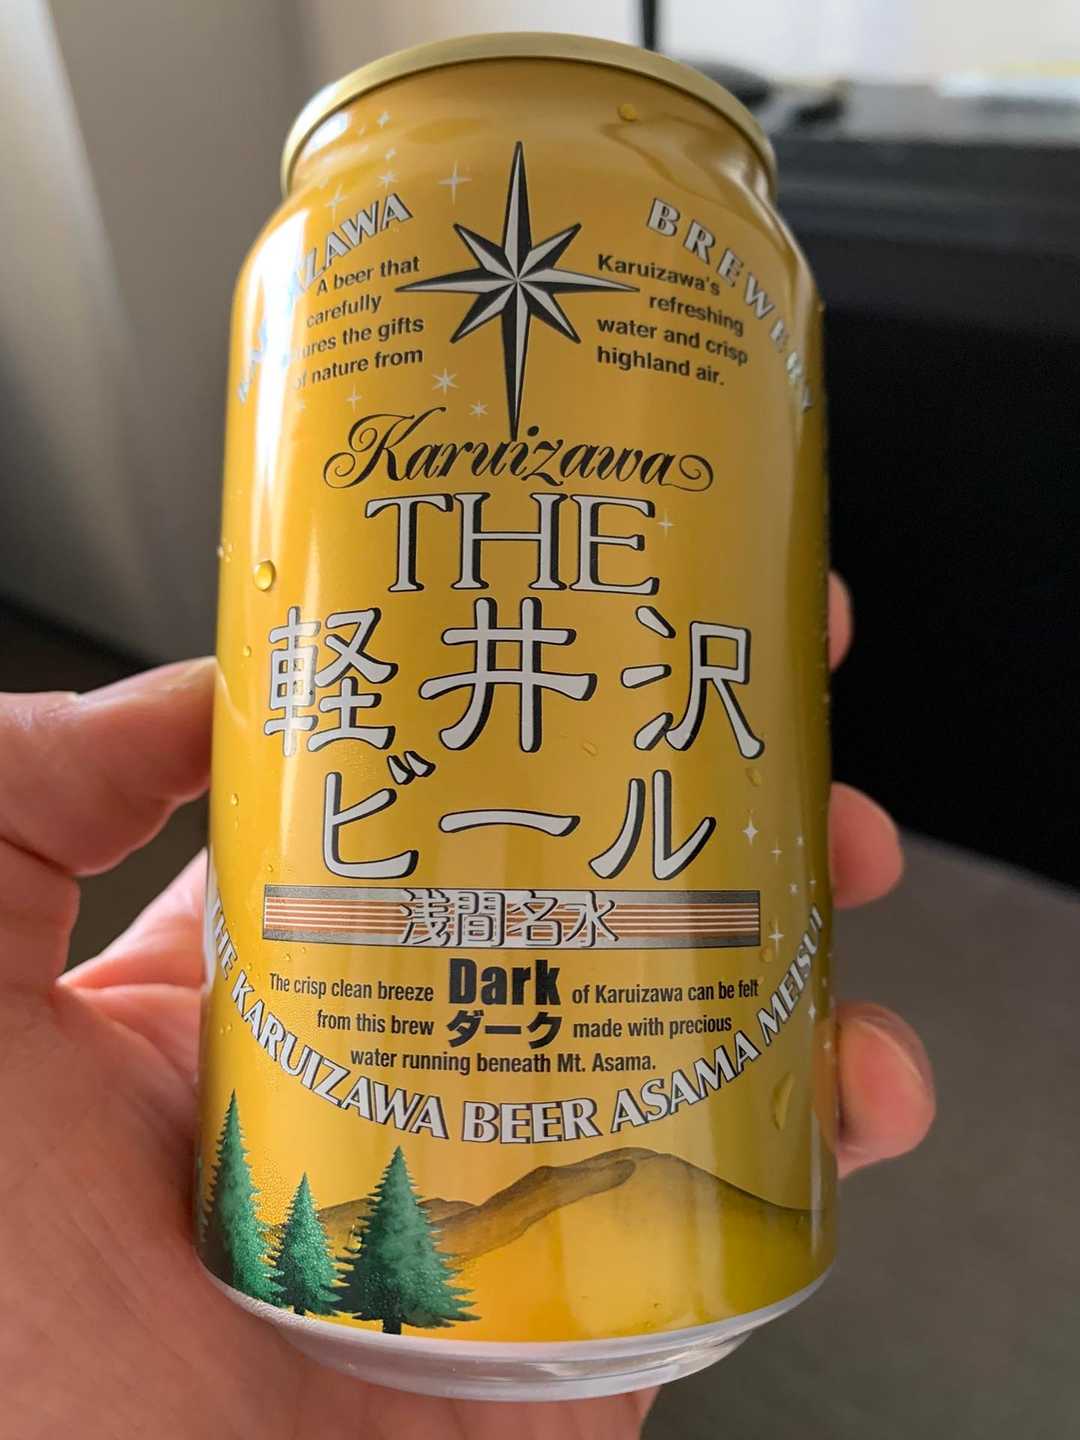 KARUIZAWA BREWERY
A beer that
carefully
of nature from
ures the gifts
Karuizawa's
refreshing
water and crisp
highland air.
Karuizawa
THE
軽井沢
ビール
浅間名水
The crisp clean breeze Dark of Karuizawa can be felt
from this brew ダーク made with precious
water running beneath Mt. Asama.
THE KARUIZAWA BEER ASAMA MEISUI